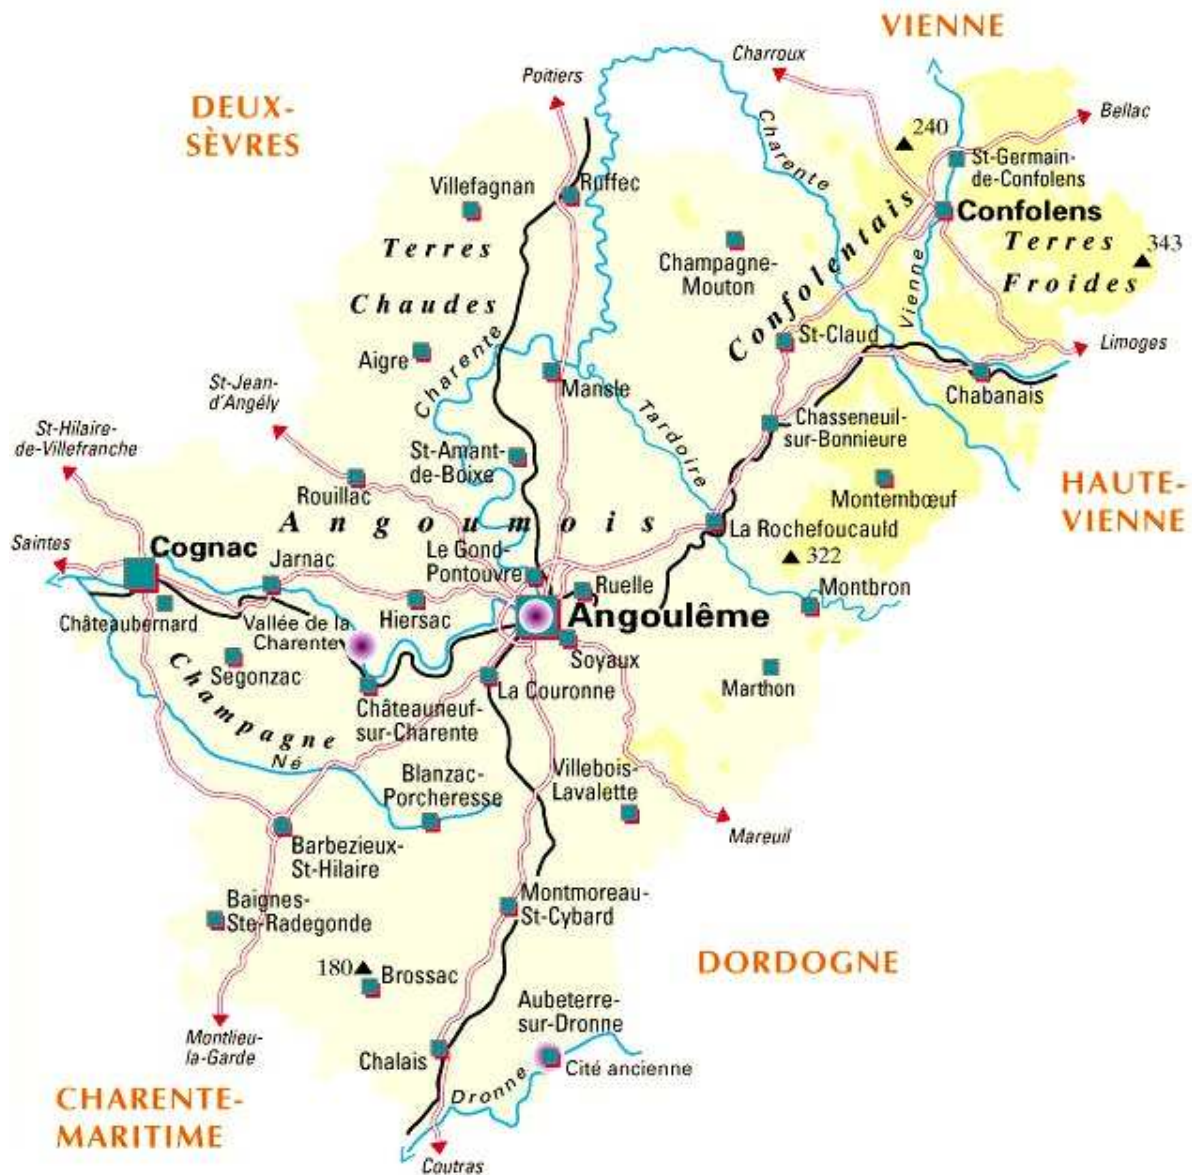 VIENNE
Charroux
Poitiers
DEUX-
SÈVRES
Bellac
240
Charente
St-Germain-
de-Confolens
Villefagnan
Ruffec
Confolens
Terres
Froides
343
Terres
Chaudes
Champagne-
Mouton
Confolentais
Vienne
St-Claud
Limoges
Aigre
Charente
Mansle
Chabanais
St-Jean-
d'Angély
Tardoire
Chasseneuil-
sur-Bonnieure
St-Hilaire-
de-Villefranche
St-Amant-
de-Boixe
Rouillac
Montembœuf
HAUTE-
VIENNE
Angoumois
La Rochefoucauld
Saintes
Cognac
Jarnac
Le Gond-
Pontouvre
322
Ruelle
Montbron
Châteaubernard
Vallée de la
Charente
Hiersac
Angoulême
Soyaux
Segonzac
Champagne
La Couronne
Marthon
Châteauneuf-
sur-Charente
Né
Blanzac-
Porcheresse
Villebois-
Lavalette
Mareuil
Barbezieux-
St-Hilaire
Baignes-
Ste-Radegonde
Montmoreau-
St-Cybard
DORDOGNE
180
Brossac
Aubeterre-
sur-Dronne
Montlieu-
la-Garde
Chalais
Cité ancienne
Dronne
CHARENTE-
MARITIME
Coutras